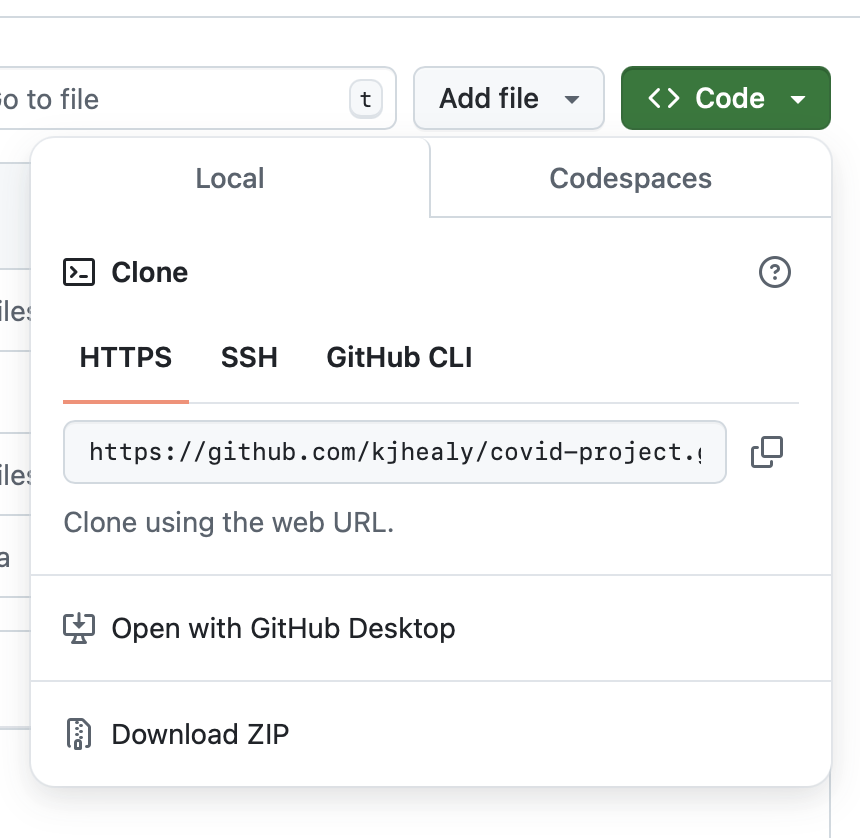 o to file
t
Add file
Code
Local
Codespaces
Clone
HTTPS
SSH
GitHub CLI
https://github.com/kjhealy/covid-project.g
Clone using the web URL.
Open with GitHub Desktop
Download ZIP
iles
iles
a